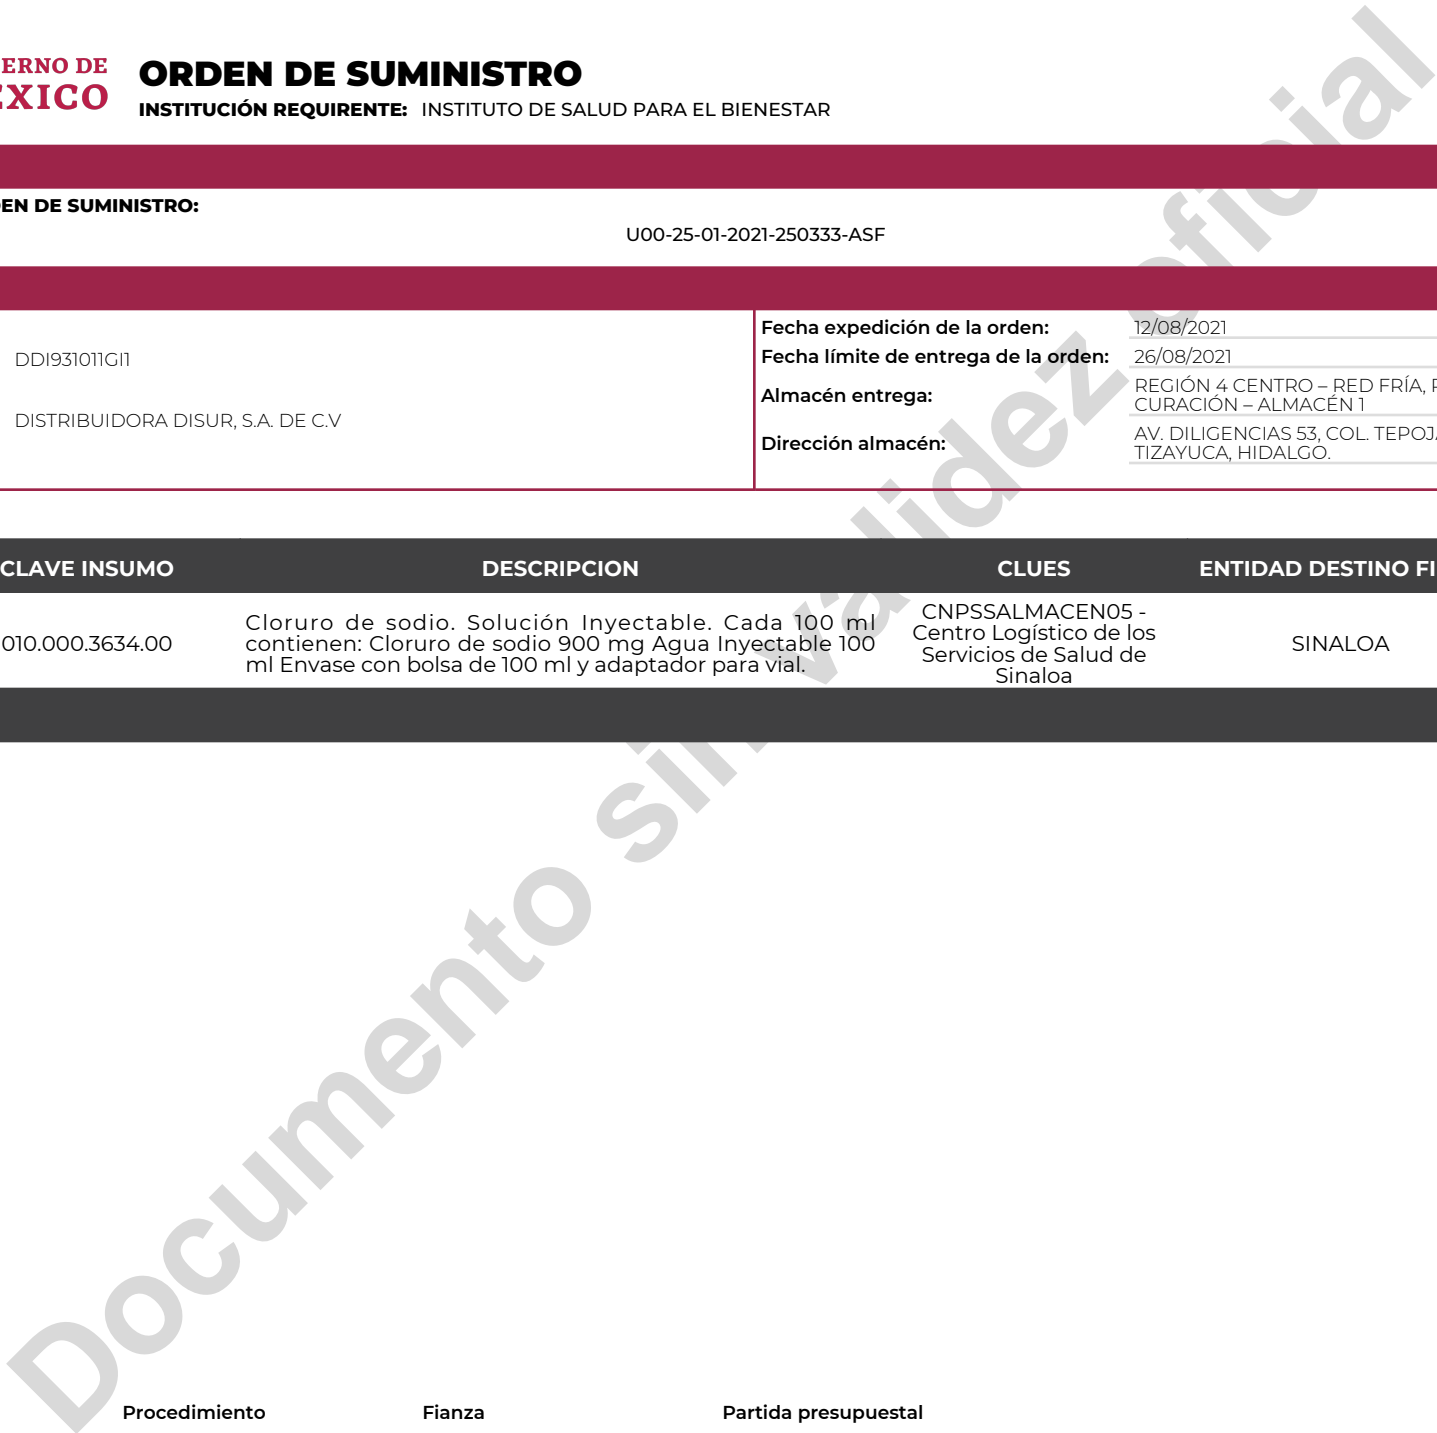 ERNO DE
EXICO
ORDEN DE SUMINISTRO
INSTITUCIÓN REQUIRENTE: INSTITUTO DE SALUD PARA EL BIENESTAR
EN DE SUMINISTRO:
U00-25-01-2021-250333-ASF
DDI931011GI1
DISTRIBUIDORA DISUR, S.A. DE C.V
Fecha expedición de la orden: 12/08/2021
Fecha límite de entrega de la orden: 26/08/2021
Almacén entrega:
REGIÓN 4 CENTRO – RED FRÍA,
CURACIÓN – ALMACÉN 1
Dirección almacén:
AV. DILIGENCIAS 53, COL. TEPOJ
TIZAYUCA, HIDALGO.
CLAVE INSUMO DESCRIPCION CLUES ENTIDAD DESTINO FI
010.000.3634.00
Cloruro de sodio. Solución Inyectable. Cada 100 ml
contienen: Cloruro de sodio 900 mg Agua Inyectable 100
ml Envase con bolsa de 100 ml y adaptador para vial.
CNPSSALMACEN05 -
Centro Logístico de los
Servicios de Salud de
Sinaloa
SINALOA
Documento sin validez oficial
Procedimiento Fianza Partida presupuestal